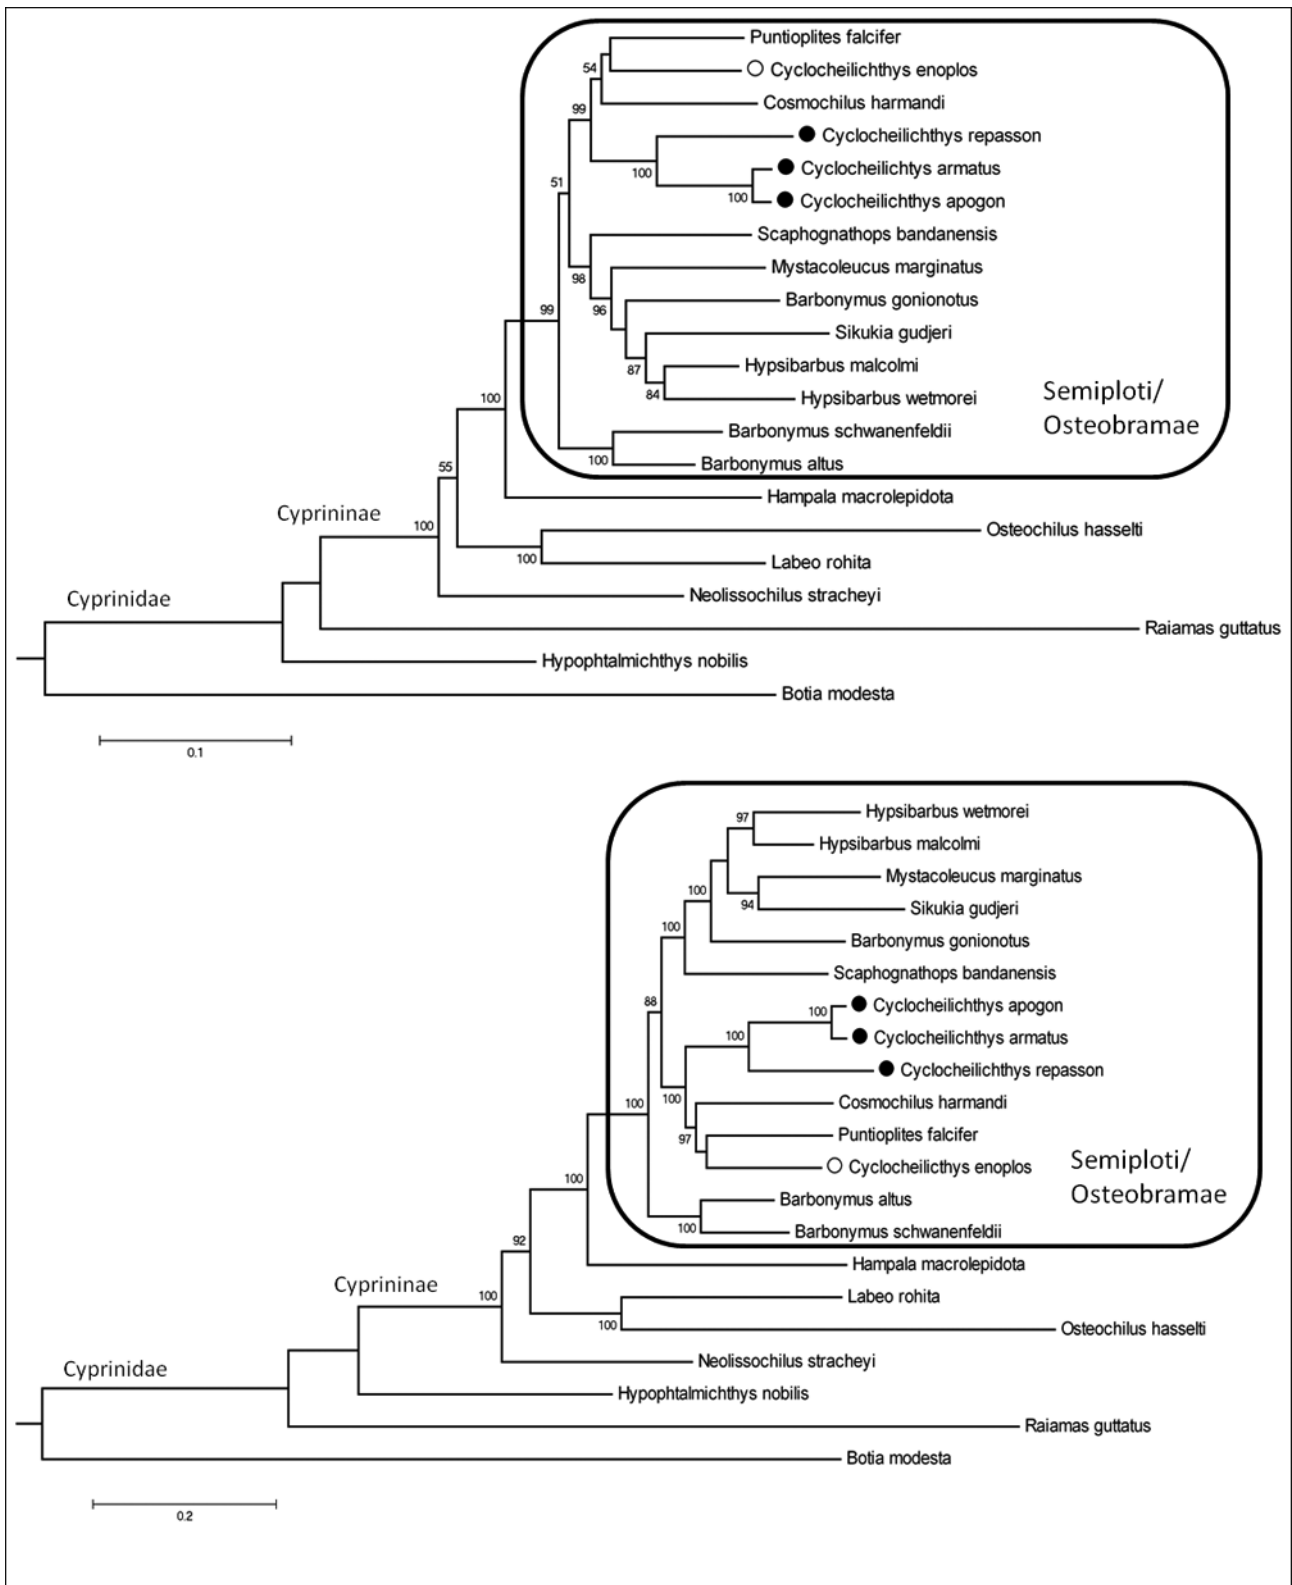 Puntioplites falcifer
54
Cyclocheilichthys enoplos
Cosmochilus harmandi
99
Cyclocheilichthys repasson
100
Cyclocheilichtys armatus
51
100
Cyclocheilichthys apogon
Scaphognathops bandanensis
98
Mystacoleucus marginatus
96
Barbonymus gonionotus
99
Sikukia gudjeri
87
Hypsibarbus malcolmi
84
Hypsibarbus wetmorei
Semiploti/
Osteobramae
100
Barbonymus schwanenfeldii
100
Barbonymus altus
55
Hampala macrolepidota
Cyprininae
100
Osteochilus hasselti
100
Labeo rohita
Cyprinidae
Neolissochilus stracheyi
Raiamas guttatus
Hypophtalmichthys nobilis
Botia modesta
0.1
Hypsibarbus wetmorei
97
Hypsibarbus malcolmi
Mystacoleucus marginatus
100
94
Sikukia gudjeri
100
Barbonymus gonionotus
Scaphognathops bandanensis
88
100
Cyclocheilichthys apogon
100
Cyclocheilichthys armatus
Cyclocheilichthys repasson
100
100
Cosmochilus harmandi
97
Puntioplites falcifer
Cyclocheilicthys enoplos
Semiploti/
Osteobramae
100
Barbonymus altus
100
Barbonymus schwanenfeldii
92
Hampala macrolepidota
Cyprininae
100
Labeo rohita
100
Osteochilus hasselti
Cyprinidae
Neolissochilus stracheyi
Hypophtalmichthys nobilis
Raiamas guttatus
Botia modesta
0.2